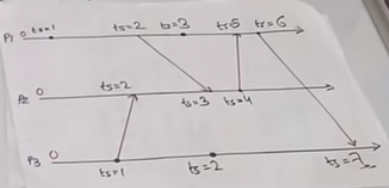 P1 0 ts=1 ts=2 ts=3 ts=5 ts=6
P2 0 ts=2 ts=3 ts=4
P3 0 ts=1 ts=2 ts=?